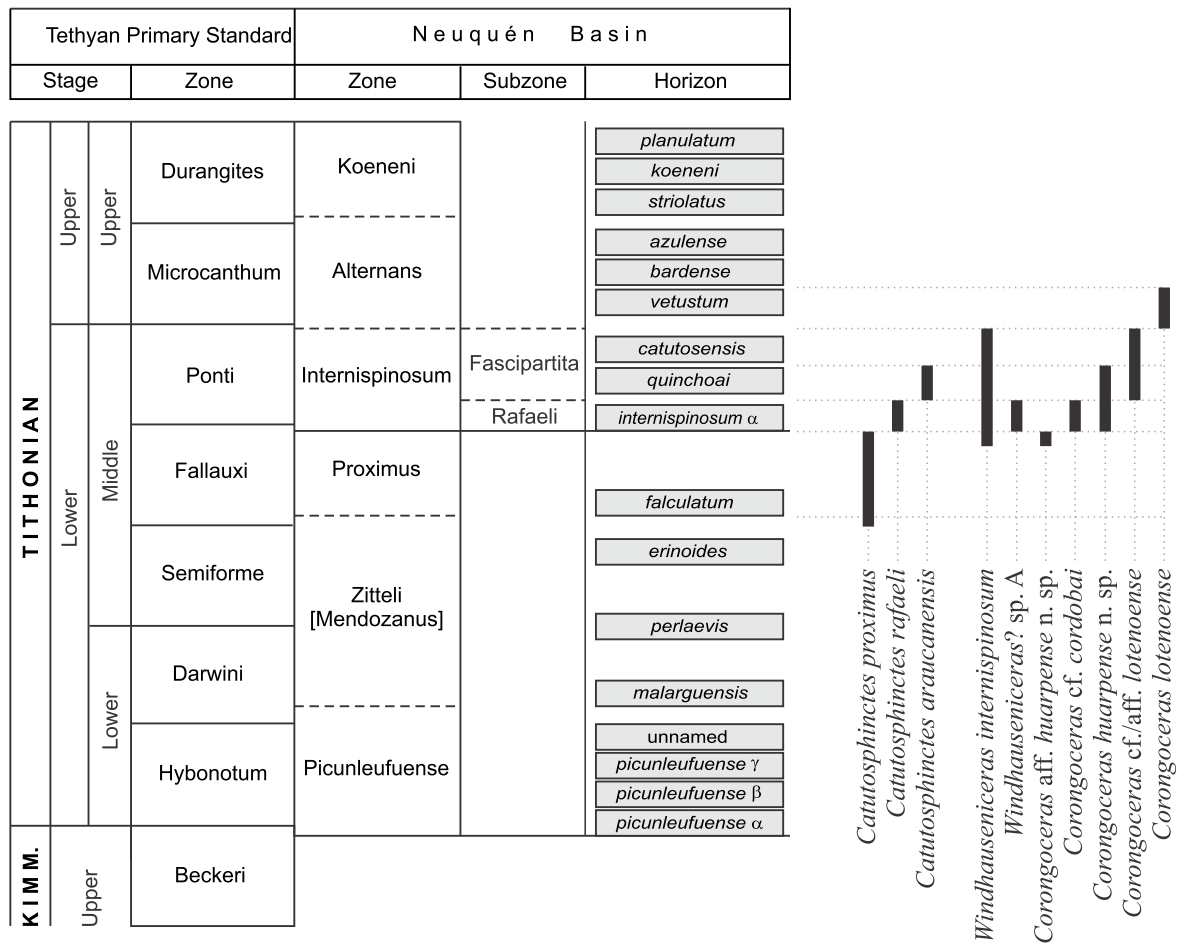 Tethyan Primary Standard
Neuquén Basin
Stage
Zone
Zone
Subzone
Horizon
TITHONIAN
KIMM.
Upper
Lower
Upper
Upper
Middle
Lower
Durangites
Microcanthum
Ponti
Fallauxi
Semiforme
Darwini
Hybonotum
Beckeri
Koeneni
Alternans
Internispinosum
Proximus
Zitteli
[Mendozanus]
Picunleufuense
Fascipartita
Rafaeli
planulatum
koeneni
striolatus
azulense
bardense
vetustum
catutosensis
quinchoai
internispinosum α
falculatum
erinoides
perlaevis
malarguensis
unnamed
picunleufuense γ
picunleufuense β
picunleufuense α
Catutosphinctes proximus
Catutosphinctes rafaeli
Catutosphinctes araucanensis
Windhauseniceras internispinosum
Windhauseniceras? sp. A
Corongoceras aff. huarpense n. sp.
Corongoceras cf. cordobai
Corongoceras huarpense n. sp.
Corongoceras cf./aff. lotenoense
Corongoceras lotenoense